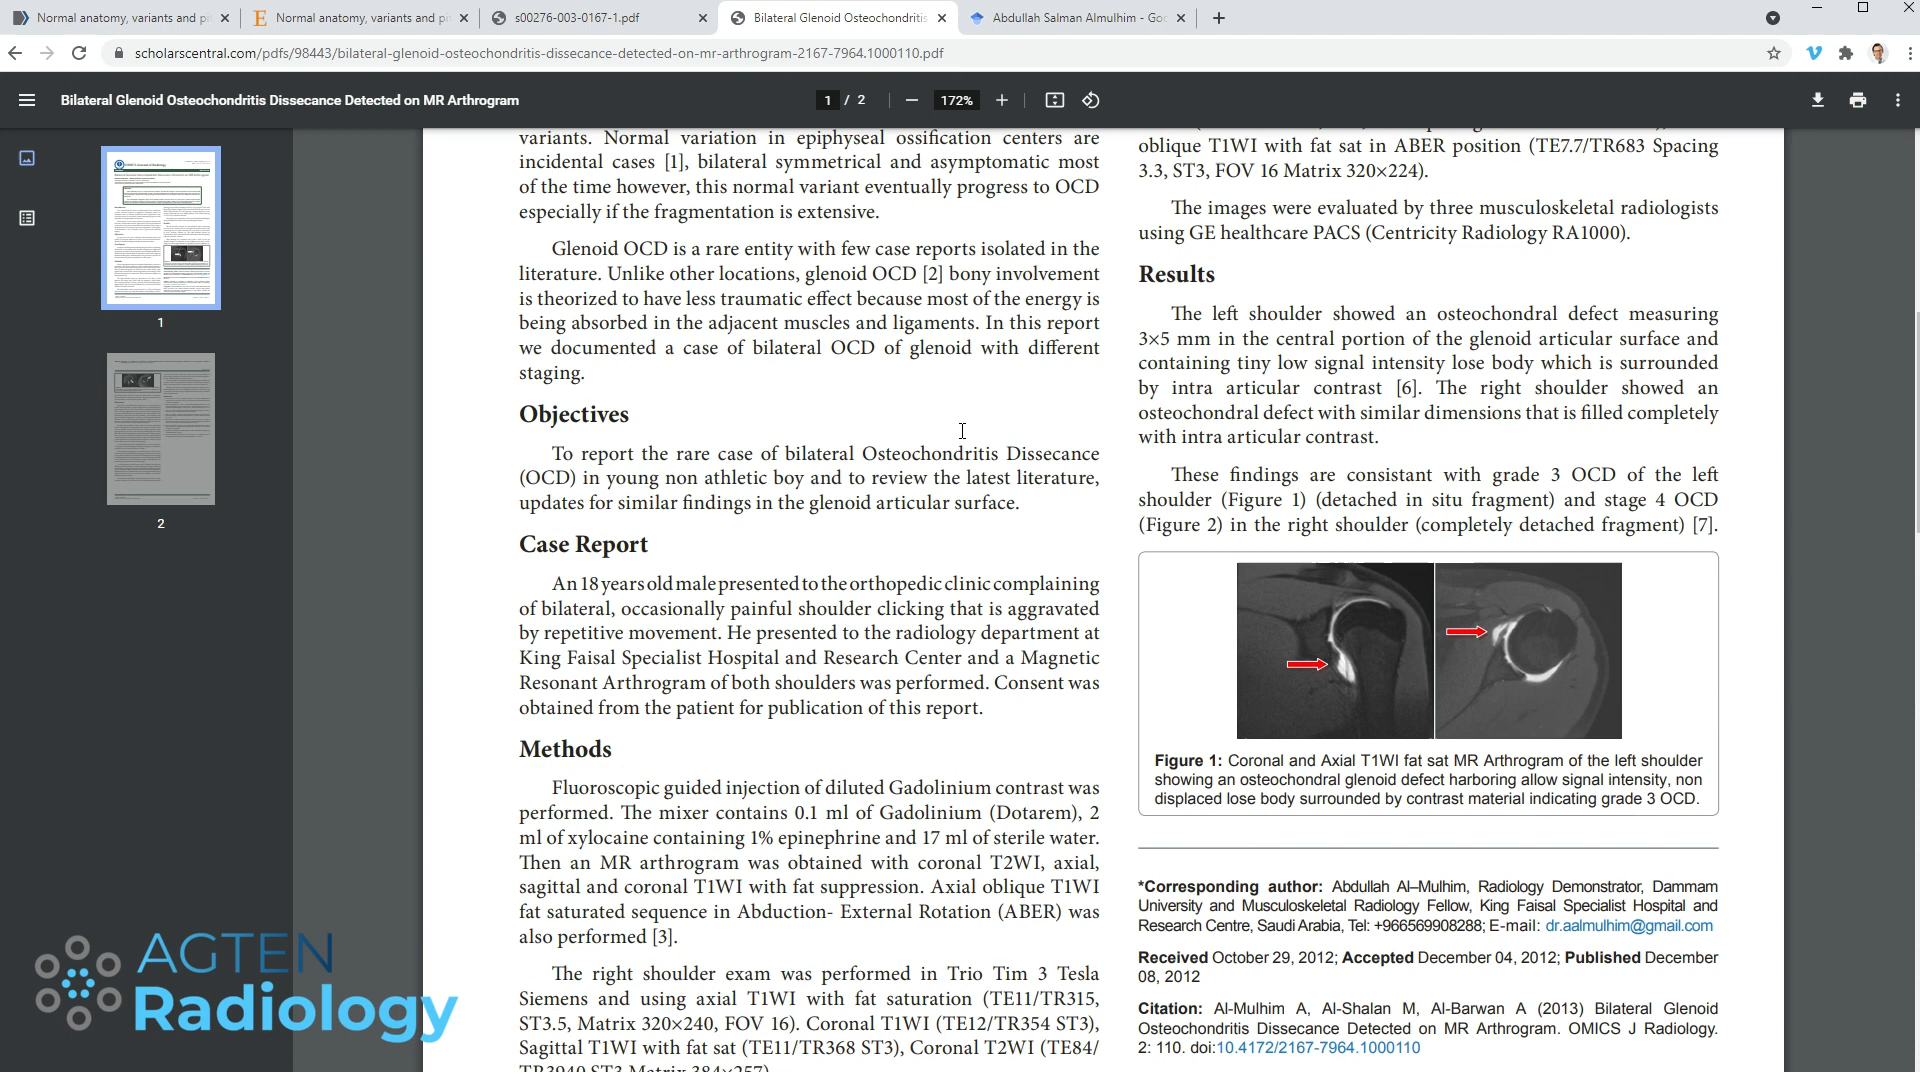 Normal anatomy, variants and pi
Normal anatomy, variants and pi
s00276-003-0167-1.pdf
Bilateral Glenoid Osteochondritis
Abdullah Salman Almulhim - Goo
scholarscentral.com/pdfs/98443/bilateral-glenoid-osteochondritis-dissecance-detected-on-mr-arthrogram-2167-7964.1000110.pdf
Bilateral Glenoid Osteochondritis Dissecance Detected on MR Arthrogram
1 / 2
172%
1
2
variants. Normal variation in epiphyseal ossification centers are
incidental cases [1], bilateral symmetrical and asymptomatic most
of the time however, this normal variant eventually progress to OCD
especially if the fragmentation is extensive.
Glenoid OCD is a rare entity with few case reports isolated in the
literature. Unlike other locations, glenoid OCD [2] bony involvement
is theorized to have less traumatic effect because most of the energy is
being absorbed in the adjacent muscles and ligaments. In this report
we documented a case of bilateral OCD of glenoid with different
staging.
Objectives
To report the rare case of bilateral Osteochondritis Dissecance
(OCD) in young non athletic boy and to review the latest literature,
updates for similar findings in the glenoid articular surface.
Case Report
An 18 years old male presented to the orthopedic clinic complaining
of bilateral, occasionally painful shoulder clicking that is aggravated
by repetitive movement. He presented to the radiology department at
King Faisal Specialist Hospital and Research Center and a Magnetic
Resonant Arthrogram of both shoulders was performed. Consent was
obtained from the patient for publication of this report.
Methods
Fluoroscopic guided injection of diluted Gadolinium contrast was
performed. The mixer contains 0.1 ml of Gadolinium (Dotarem), 2
ml of xylocaine containing 1% epinephrine and 17 ml of sterile water.
Then an MR arthrogram was obtained with coronal T2WI, axial,
sagittal and coronal T1WI with fat suppression. Axial oblique T1WI
fat saturated sequence in Abduction- External Rotation (ABER) was
also performed [3].
The right shoulder exam was performed in Trio Tim 3 Tesla
Siemens and using axial T1WI with fat saturation (TE11/TR315,
ST3.5, Matrix 320×240, FOV 16). Coronal T1WI (TE12/TR354 ST3),
Sagittal T1WI with fat sat (TE11/TR368 ST3), Coronal T2WI (TE84/
TR3940 ST3 Matrix 384×257)
oblique T1WI with fat sat in ABER position (TE7.7/TR683 Spacing
3.3, ST3, FOV 16 Matrix 320×224).
The images were evaluated by three musculoskeletal radiologists
using GE healthcare PACS (Centricity Radiology RA1000).
Results
The left shoulder showed an osteochondral defect measuring
3×5 mm in the central portion of the glenoid articular surface and
containing tiny low signal intensity lose body which is surrounded
by intra articular contrast [6]. The right shoulder showed an
osteochondral defect with similar dimensions that is filled completely
with intra articular contrast.
These findings are consistant with grade 3 OCD of the left
shoulder (Figure 1) (detached in situ fragment) and stage 4 OCD
(Figure 2) in the right shoulder (completely detached fragment) [7].
Figure 1: Coronal and Axial T1WI fat sat MR Arthrogram of the left shoulder
showing an osteochondral glenoid defect harboring allow signal intensity, non
displaced lose body surrounded by contrast material indicating grade 3 OCD.
*Corresponding author: Abdullah Al–Mulhim, Radiology Demonstrator, Dammam
University and Musculoskeletal Radiology Fellow, King Faisal Specialist Hospital and
Research Centre, Saudi Arabia, Tel: +966569908288; E-mail: dr.aalmulhim@gmail.com
Received October 29, 2012; Accepted December 04, 2012; Published December
08, 2012
Citation: Al-Mulhim A, Al-Shalan M, Al-Barwan A (2013) Bilateral Glenoid
Osteochondritis Dissecance Detected on MR Arthrogram. OMICS J Radiology.
2: 110. doi:10.4172/2167-7964.1000110
AGTEN
Radiology